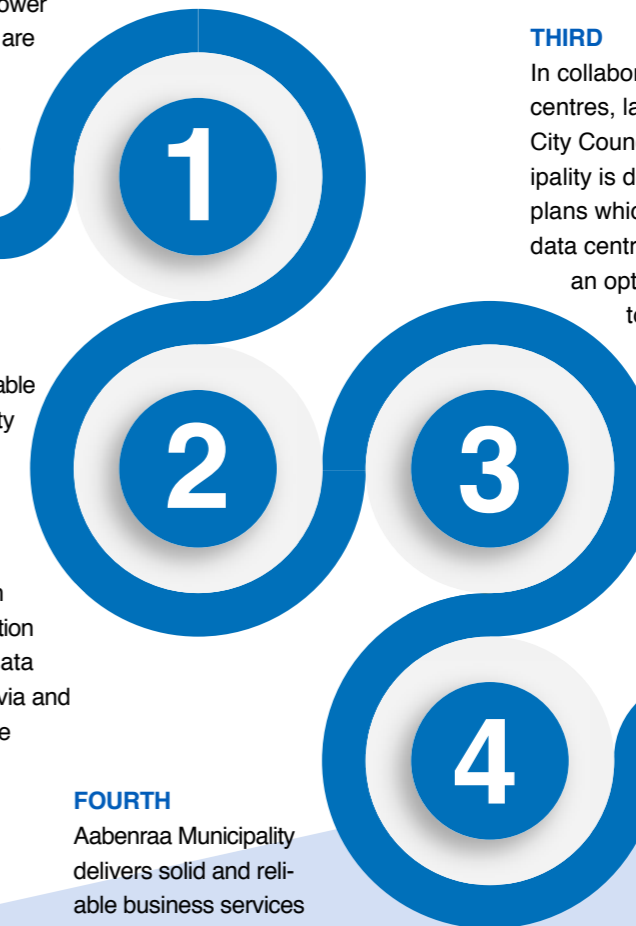 ower
are
1
able
ty
2
n
tion
ata
via and
e
THIRD
In collabor
centres, la
City Coun
ipality is d
plans whic
data centr
an opt
to
3
FOURTH
Aabenraa Municipality
delivers solid and reli-
able business services
4